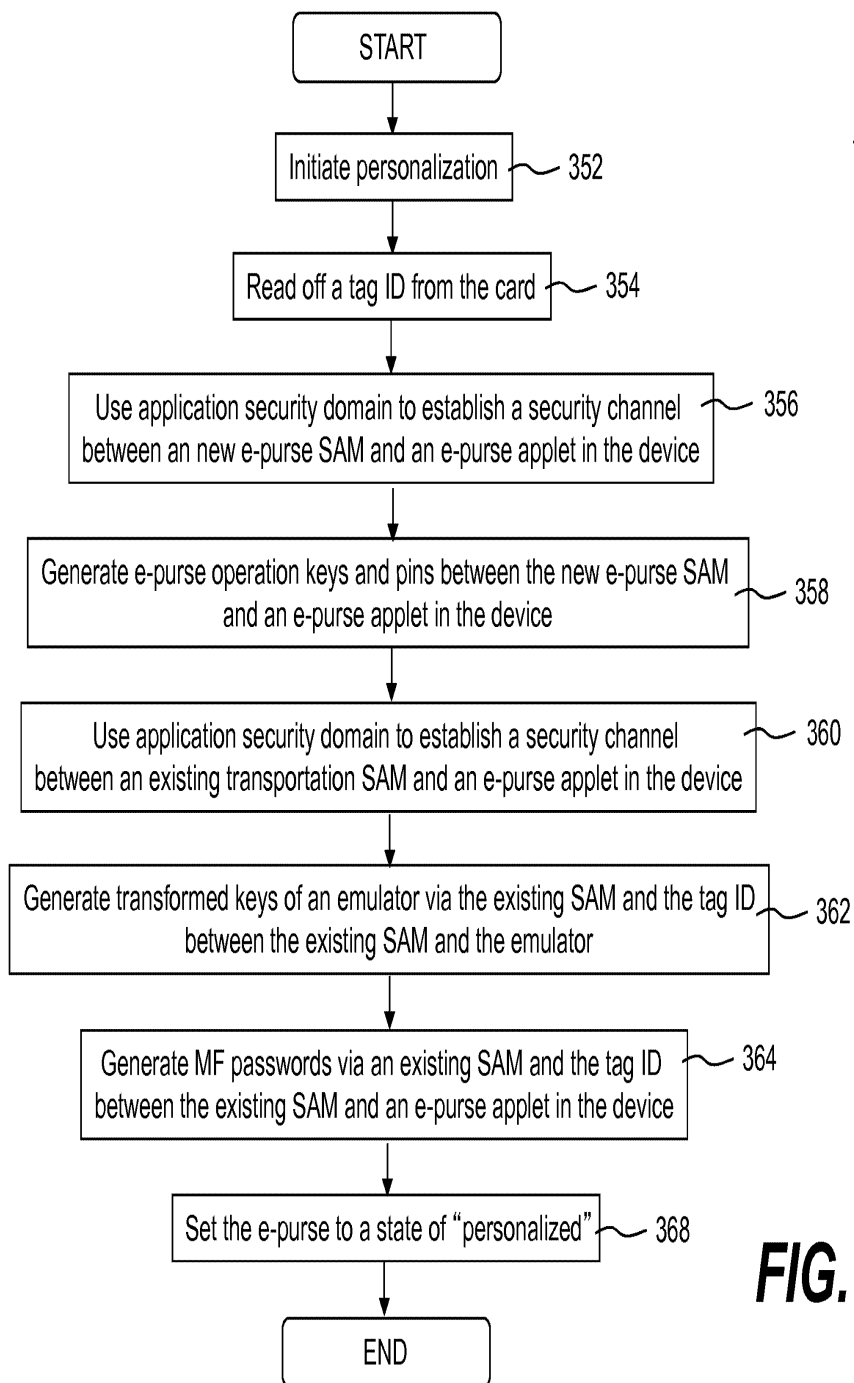 START
Initiate personalization
352
Read off a tag ID from the card
354
Use application security domain to establish a security channel
between an new e-purse SAM and an e-purse applet in the device
356
Generate e-purse operation keys and pins between the new e-purse SAM
and an e-purse applet in the device
358
Use application security domain to establish a security channel
between an existing transportation SAM and an e-purse applet in the device
360
Generate transformed keys of an emulator via the existing SAM and the tag ID
between the existing SAM and the emulator
362
Generate MF passwords via an existing SAM and the tag ID
between the existing SAM and an e-purse applet in the device
364
Set the e-purse to a state of “personalized”
368
END
FIG.